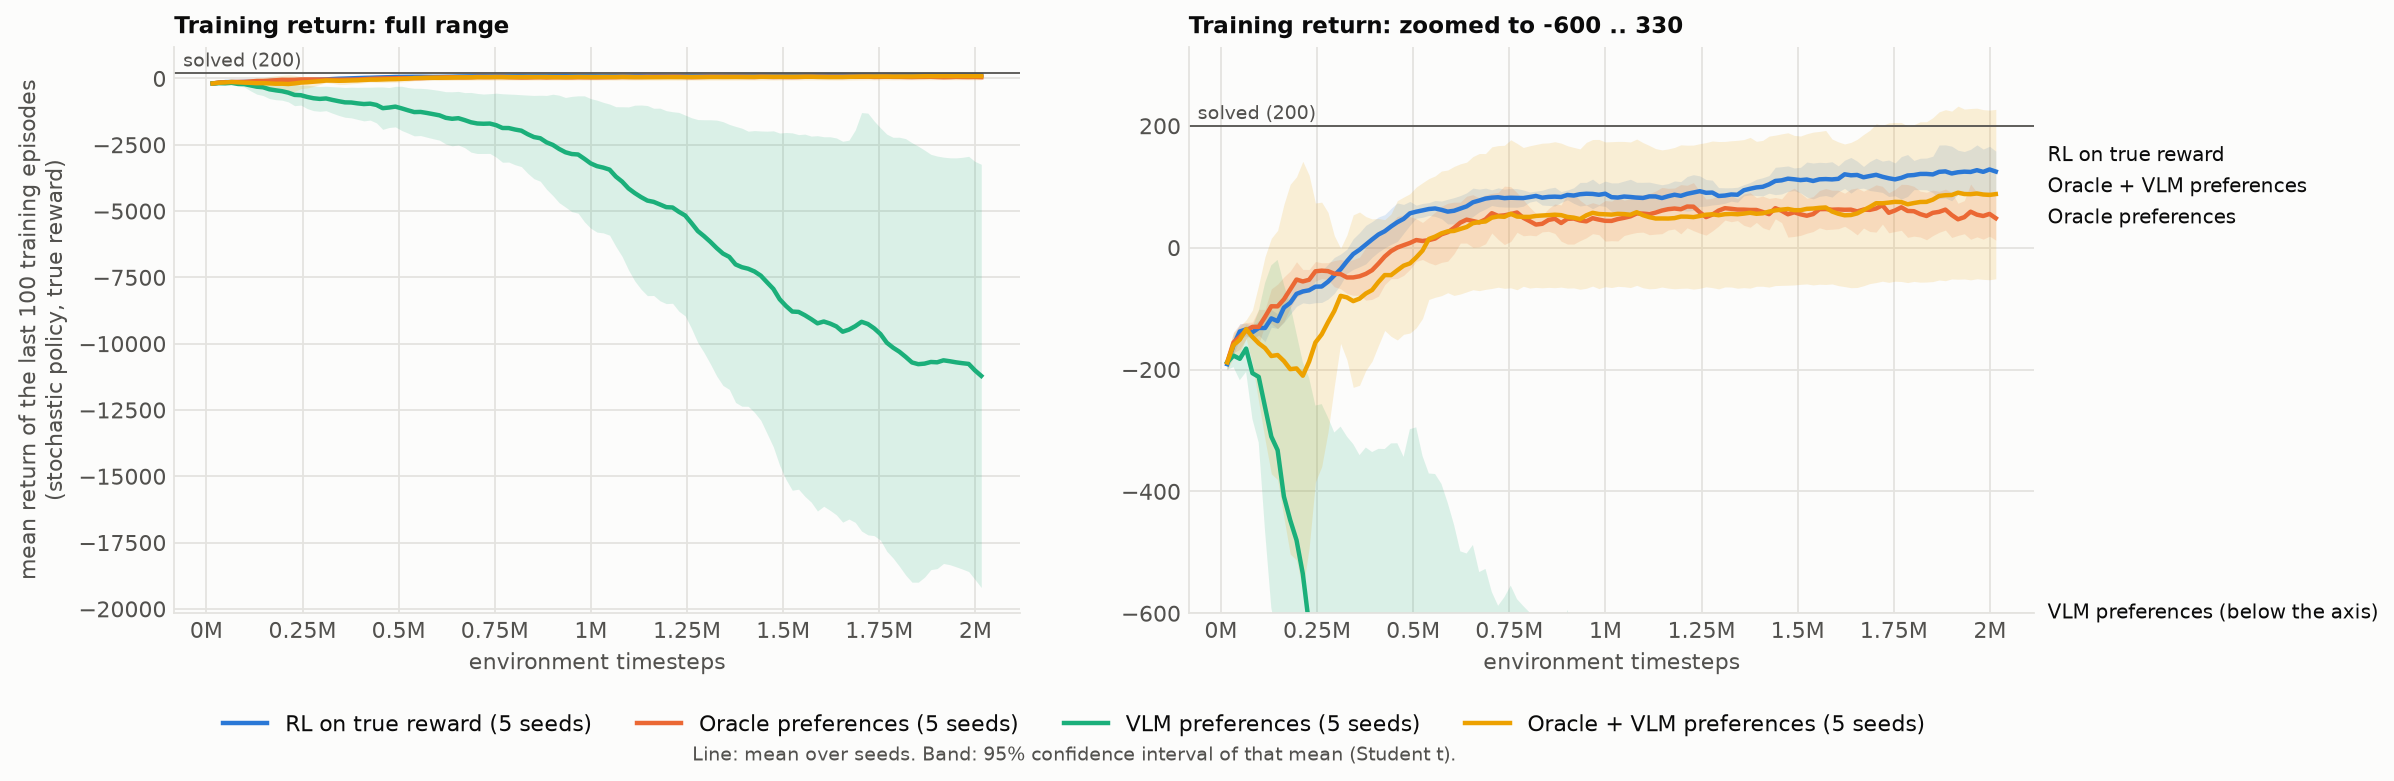 Training return: full range
solved (200)
mean return of the last 100 training episodes
(stochastic policy, true reward)
0
−2500
−5000
−7500
−10000
−12500
−15000
−17500
−20000
0M 0.25M 0.5M 0.75M 1M 1.25M 1.5M 1.75M 2M
environment timesteps
Training return: zoomed to -600 .. 330
solved (200)
200
0
−200
−400
−600
0M 0.25M 0.5M 0.75M 1M 1.25M 1.5M 1.75M 2M
environment timesteps
RL on true reward
Oracle + VLM preferences
Oracle preferences
VLM preferences (below the axis)
RL on true reward (5 seeds) Oracle preferences (5 seeds) VLM preferences (5 seeds) Oracle + VLM preferences (5 seeds)
Line: mean over seeds. Band: 95% confidence interval of that mean (Student t).